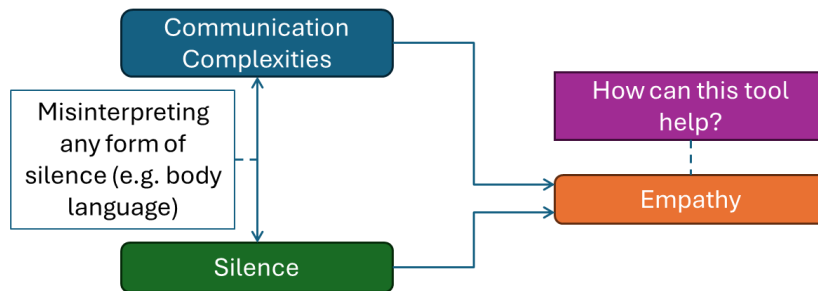 Communication
Complexities
Misinterpreting
any form of
silence (e.g. body
language)
How can this tool
help?
Empathy
Silence